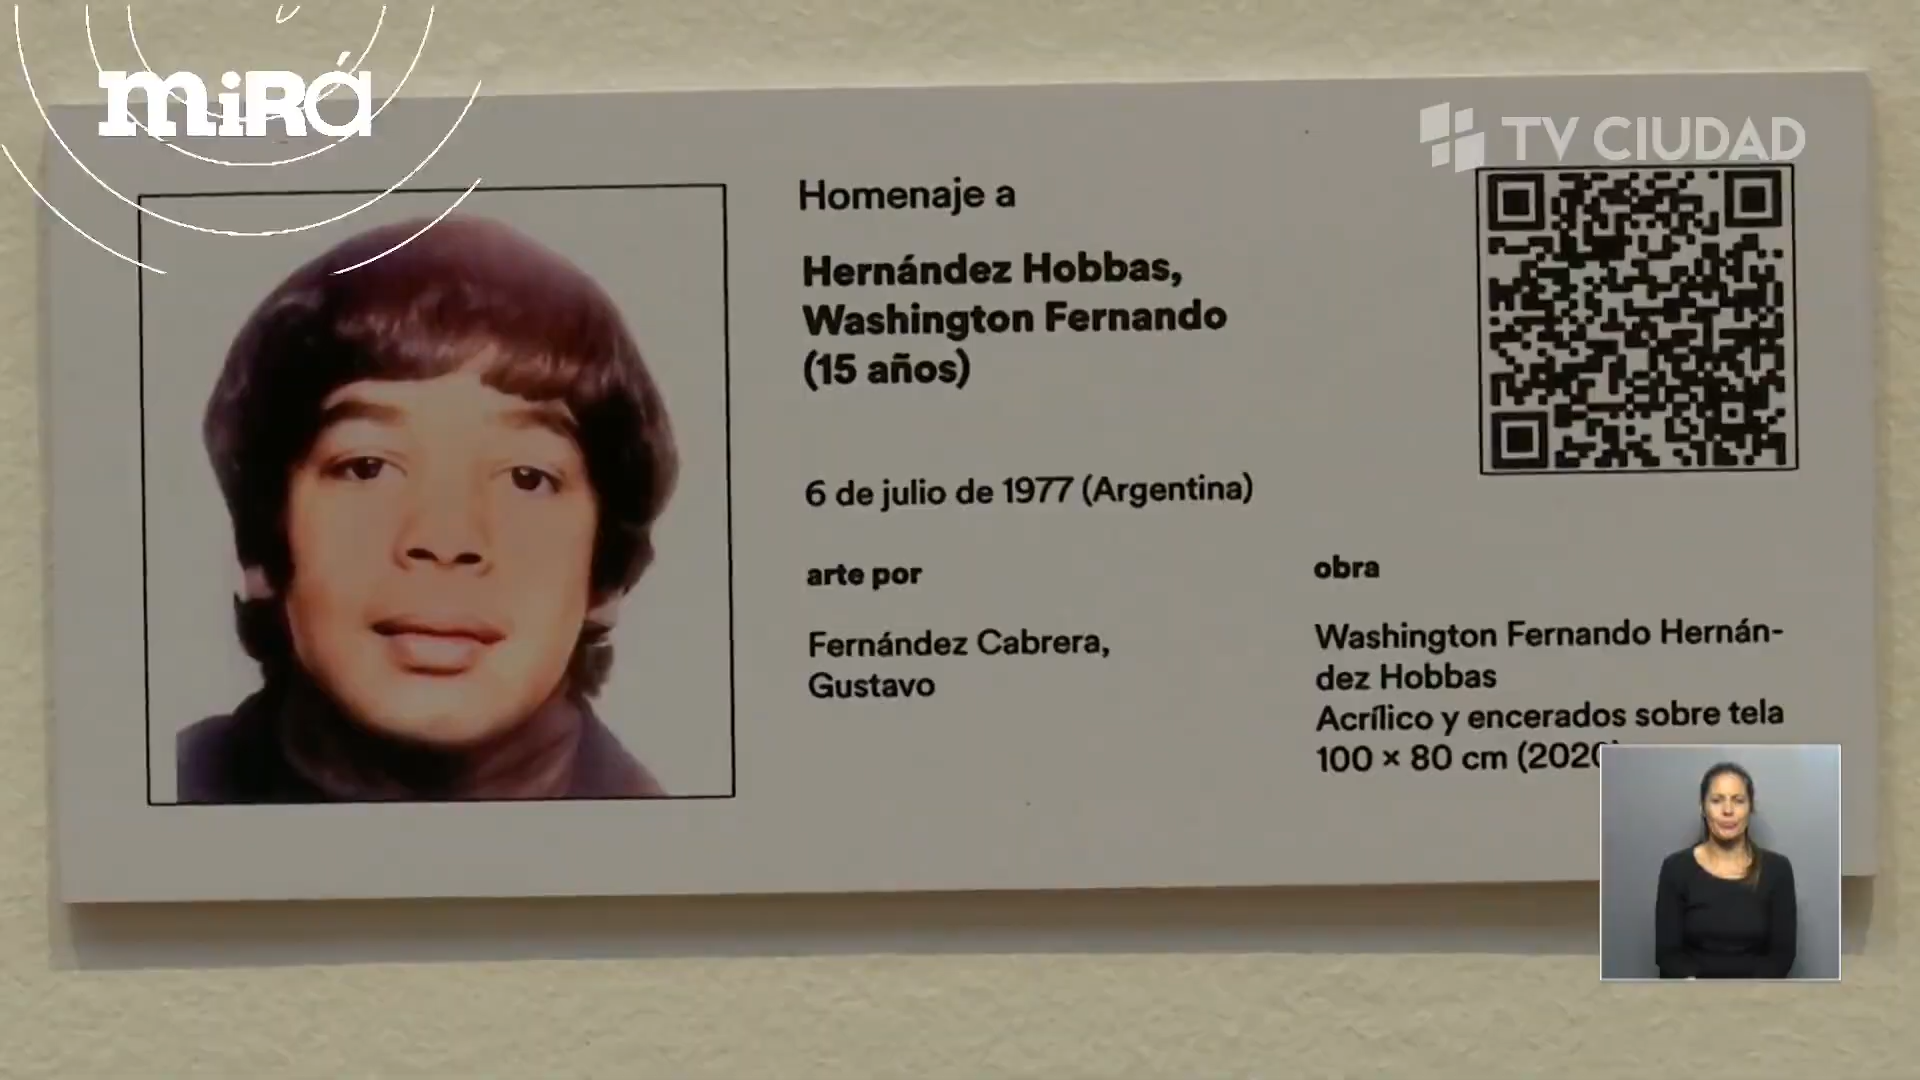 miRá
TV CIUDAD
Homenaje a
Hernández Hobbas,
Washington Fernando
(15 años)
6 de julio de 1977 (Argentina)
arte por
Fernández Cabrera,
Gustavo
obra
Washington Fernando Hernán-
dez Hobbas
Acrílico y encerados sobre tela
100 × 80 cm (2020